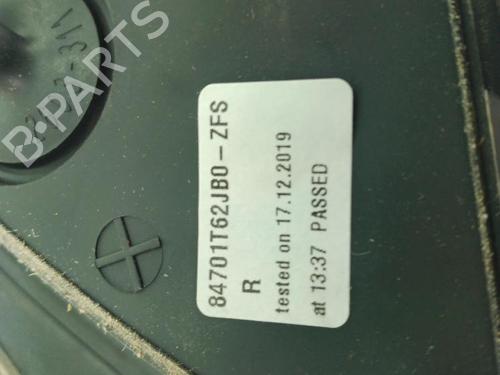 84701T62JB0-ZFS
R
tested on 17.12.2019
at 13:37 PASSED
B-PARTS